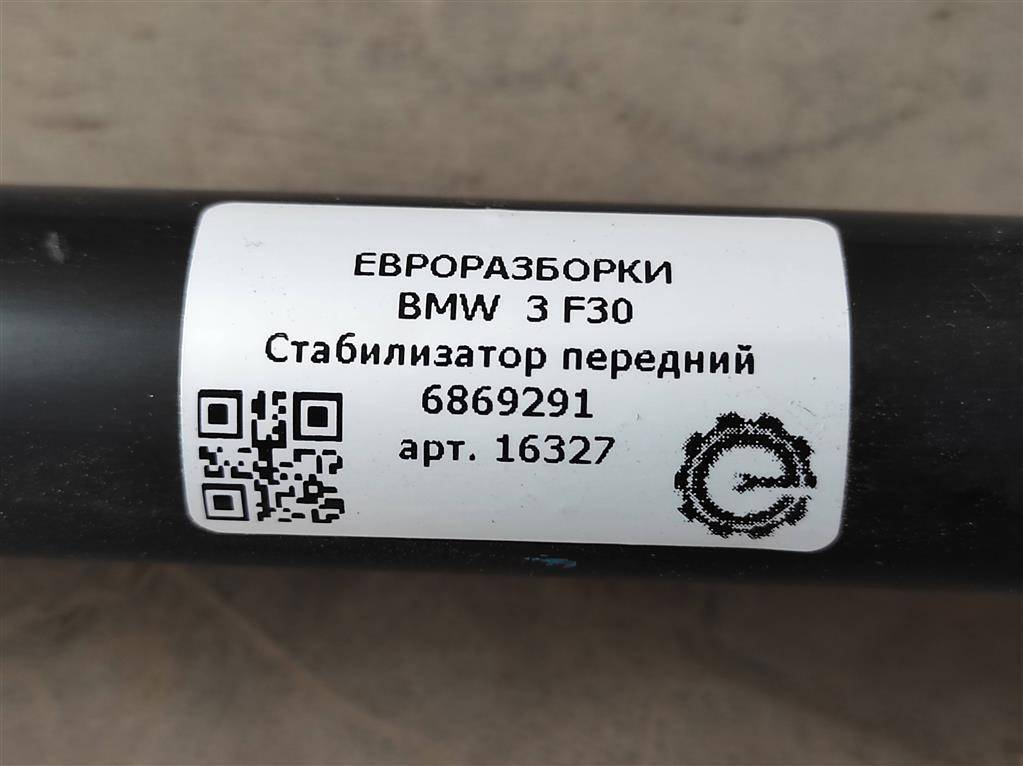 ЕВРОРАЗБОРКИ
BMW 3 F30
Стабилизатор передний
6869291
арт. 16327